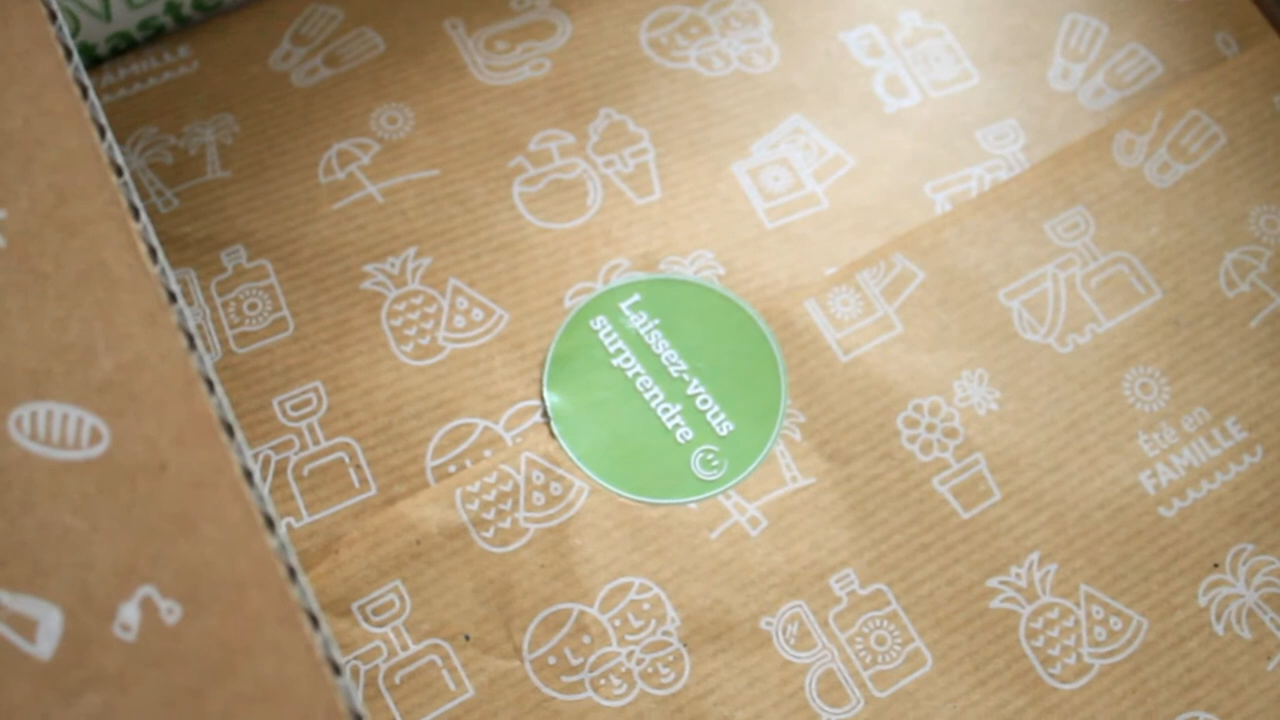 FAMILLE
Laissez-vous
surprendre
Été en
FAMILLE